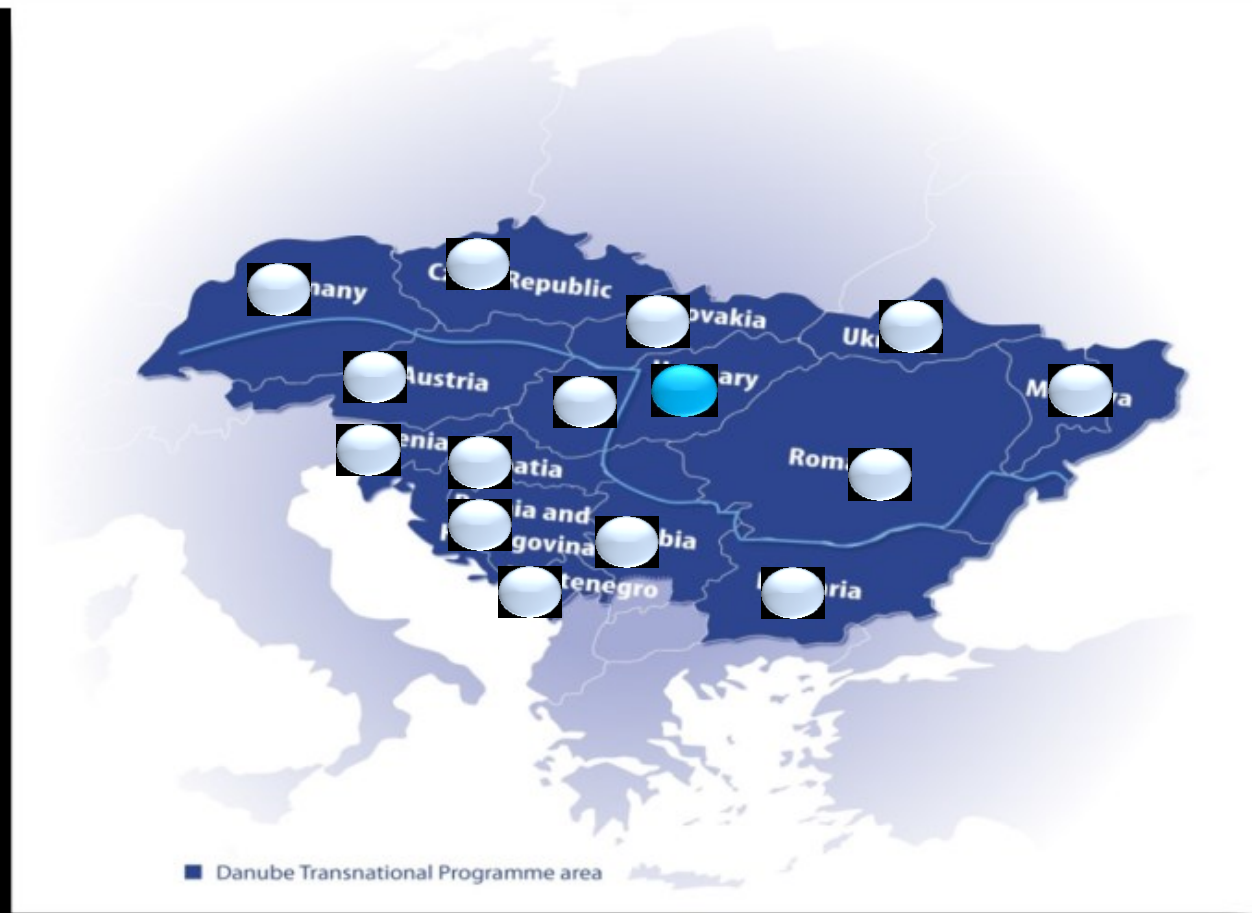 Republic
many
ovakia
Uk
ary
Austria
M
va
enia
atia
Rom
ia and
govina
bia
tenegro
ria
Danube Transnational Programme area